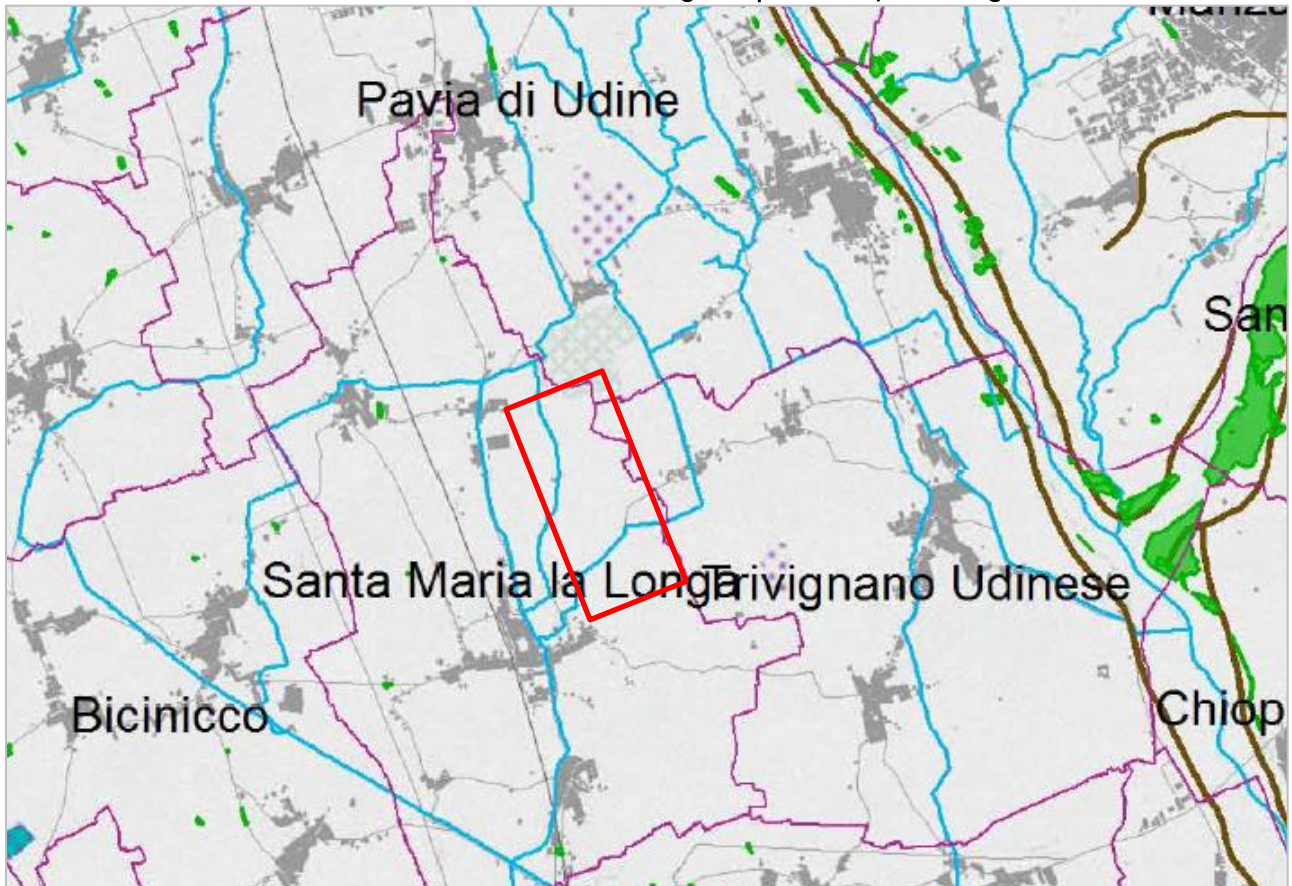 Pavia di Udine
San
Santa Maria la Longa
Trivignano Udinese
Bicinicco
Chiop